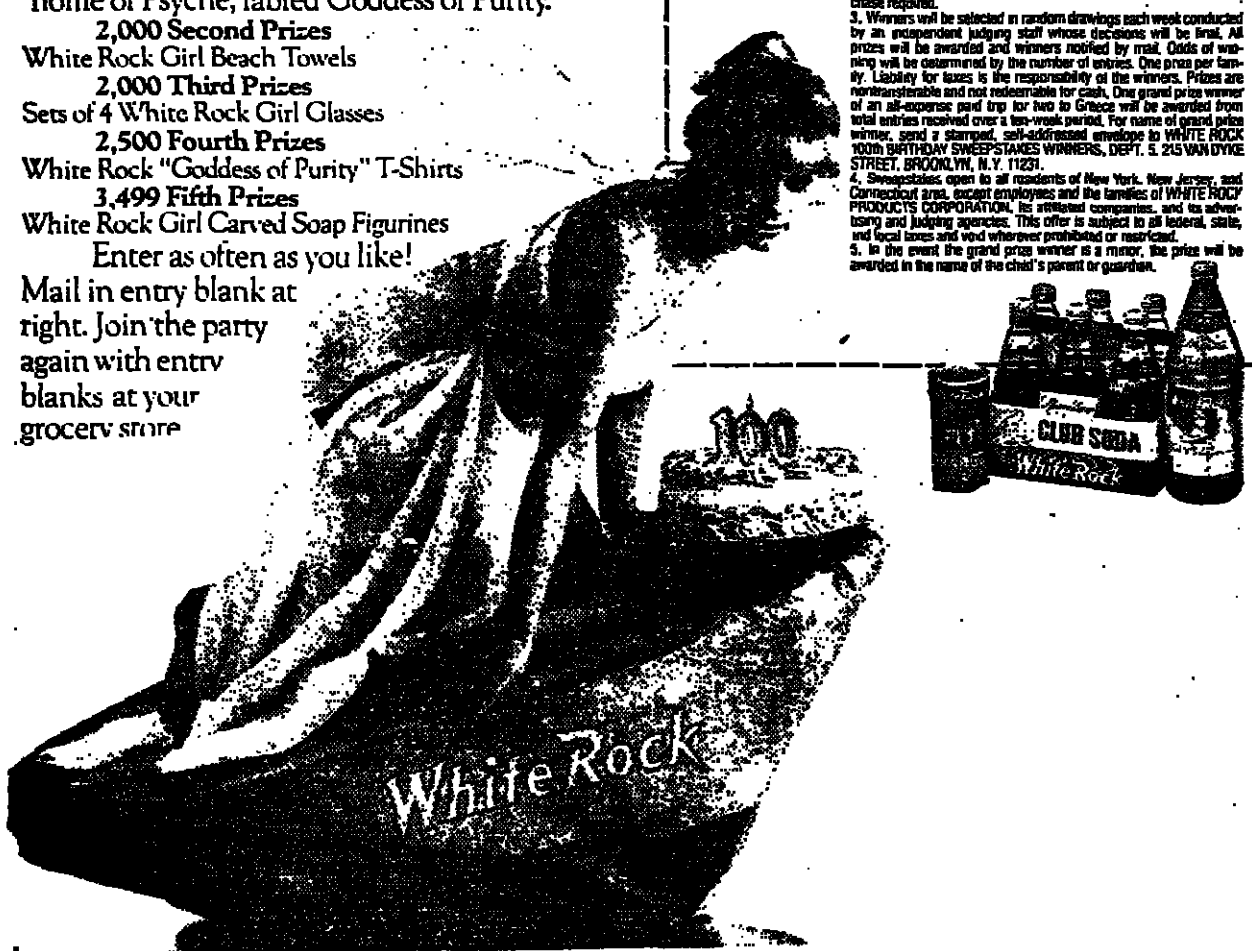 home of Psyche, fabled Goddess of Purity.
2,000 Second Prizes
White Rock Girl Beach Towels
2,000 Third Prizes
Sets of 4 White Rock Girl Glasses
2,500 Fourth Prizes
White Rock "Goddess of Purity" T-Shirts
3,499 Fifth Prizes
White Rock Girl Carved Soap Figurines
Enter as often as you like!
Mail in entry blank at
right. Join the party
again with entry
blanks at your
grocery store
chase required.
3. Winners will be selected in random drawings each week conducted
by an independent judging staff whose decisions will be final. All
prizes will be awarded and winners notified by mail. Odds of win-
ning will be determined by the number of entries. One prize per fam-
ily. Liability for taxes is the responsibility of the winners. Prizes are
nontransferable and not redeemable for cash. One grand prize winner
of an all-expense paid trip for two to Greece will be awarded from
total entries received over a ten-week period. For name of grand prize
winner, send a stamped, self-addressed envelope to WHITE ROCK
100th BIRTHDAY SWEEPSTAKES WINNERS, DEPT. 5. 215 VAN DYKE
STREET, BROOKLYN, N.Y. 11231.
4. Sweepstakes open to all residents of New York, New Jersey, and
Connecticut area, except employees and the families of WHITE ROCK
PRODUCTS CORPORATION, its affiliated companies, and its adver-
tising and judging agencies. This offer is subject to all federal, state,
and local taxes and void wherever prohibited or restricted.
5. In the event the grand prize winner is a minor, the prize will be
awarded in the name of the child's parent or guardian.
100
CLUB SODA
White Rock
White Rock